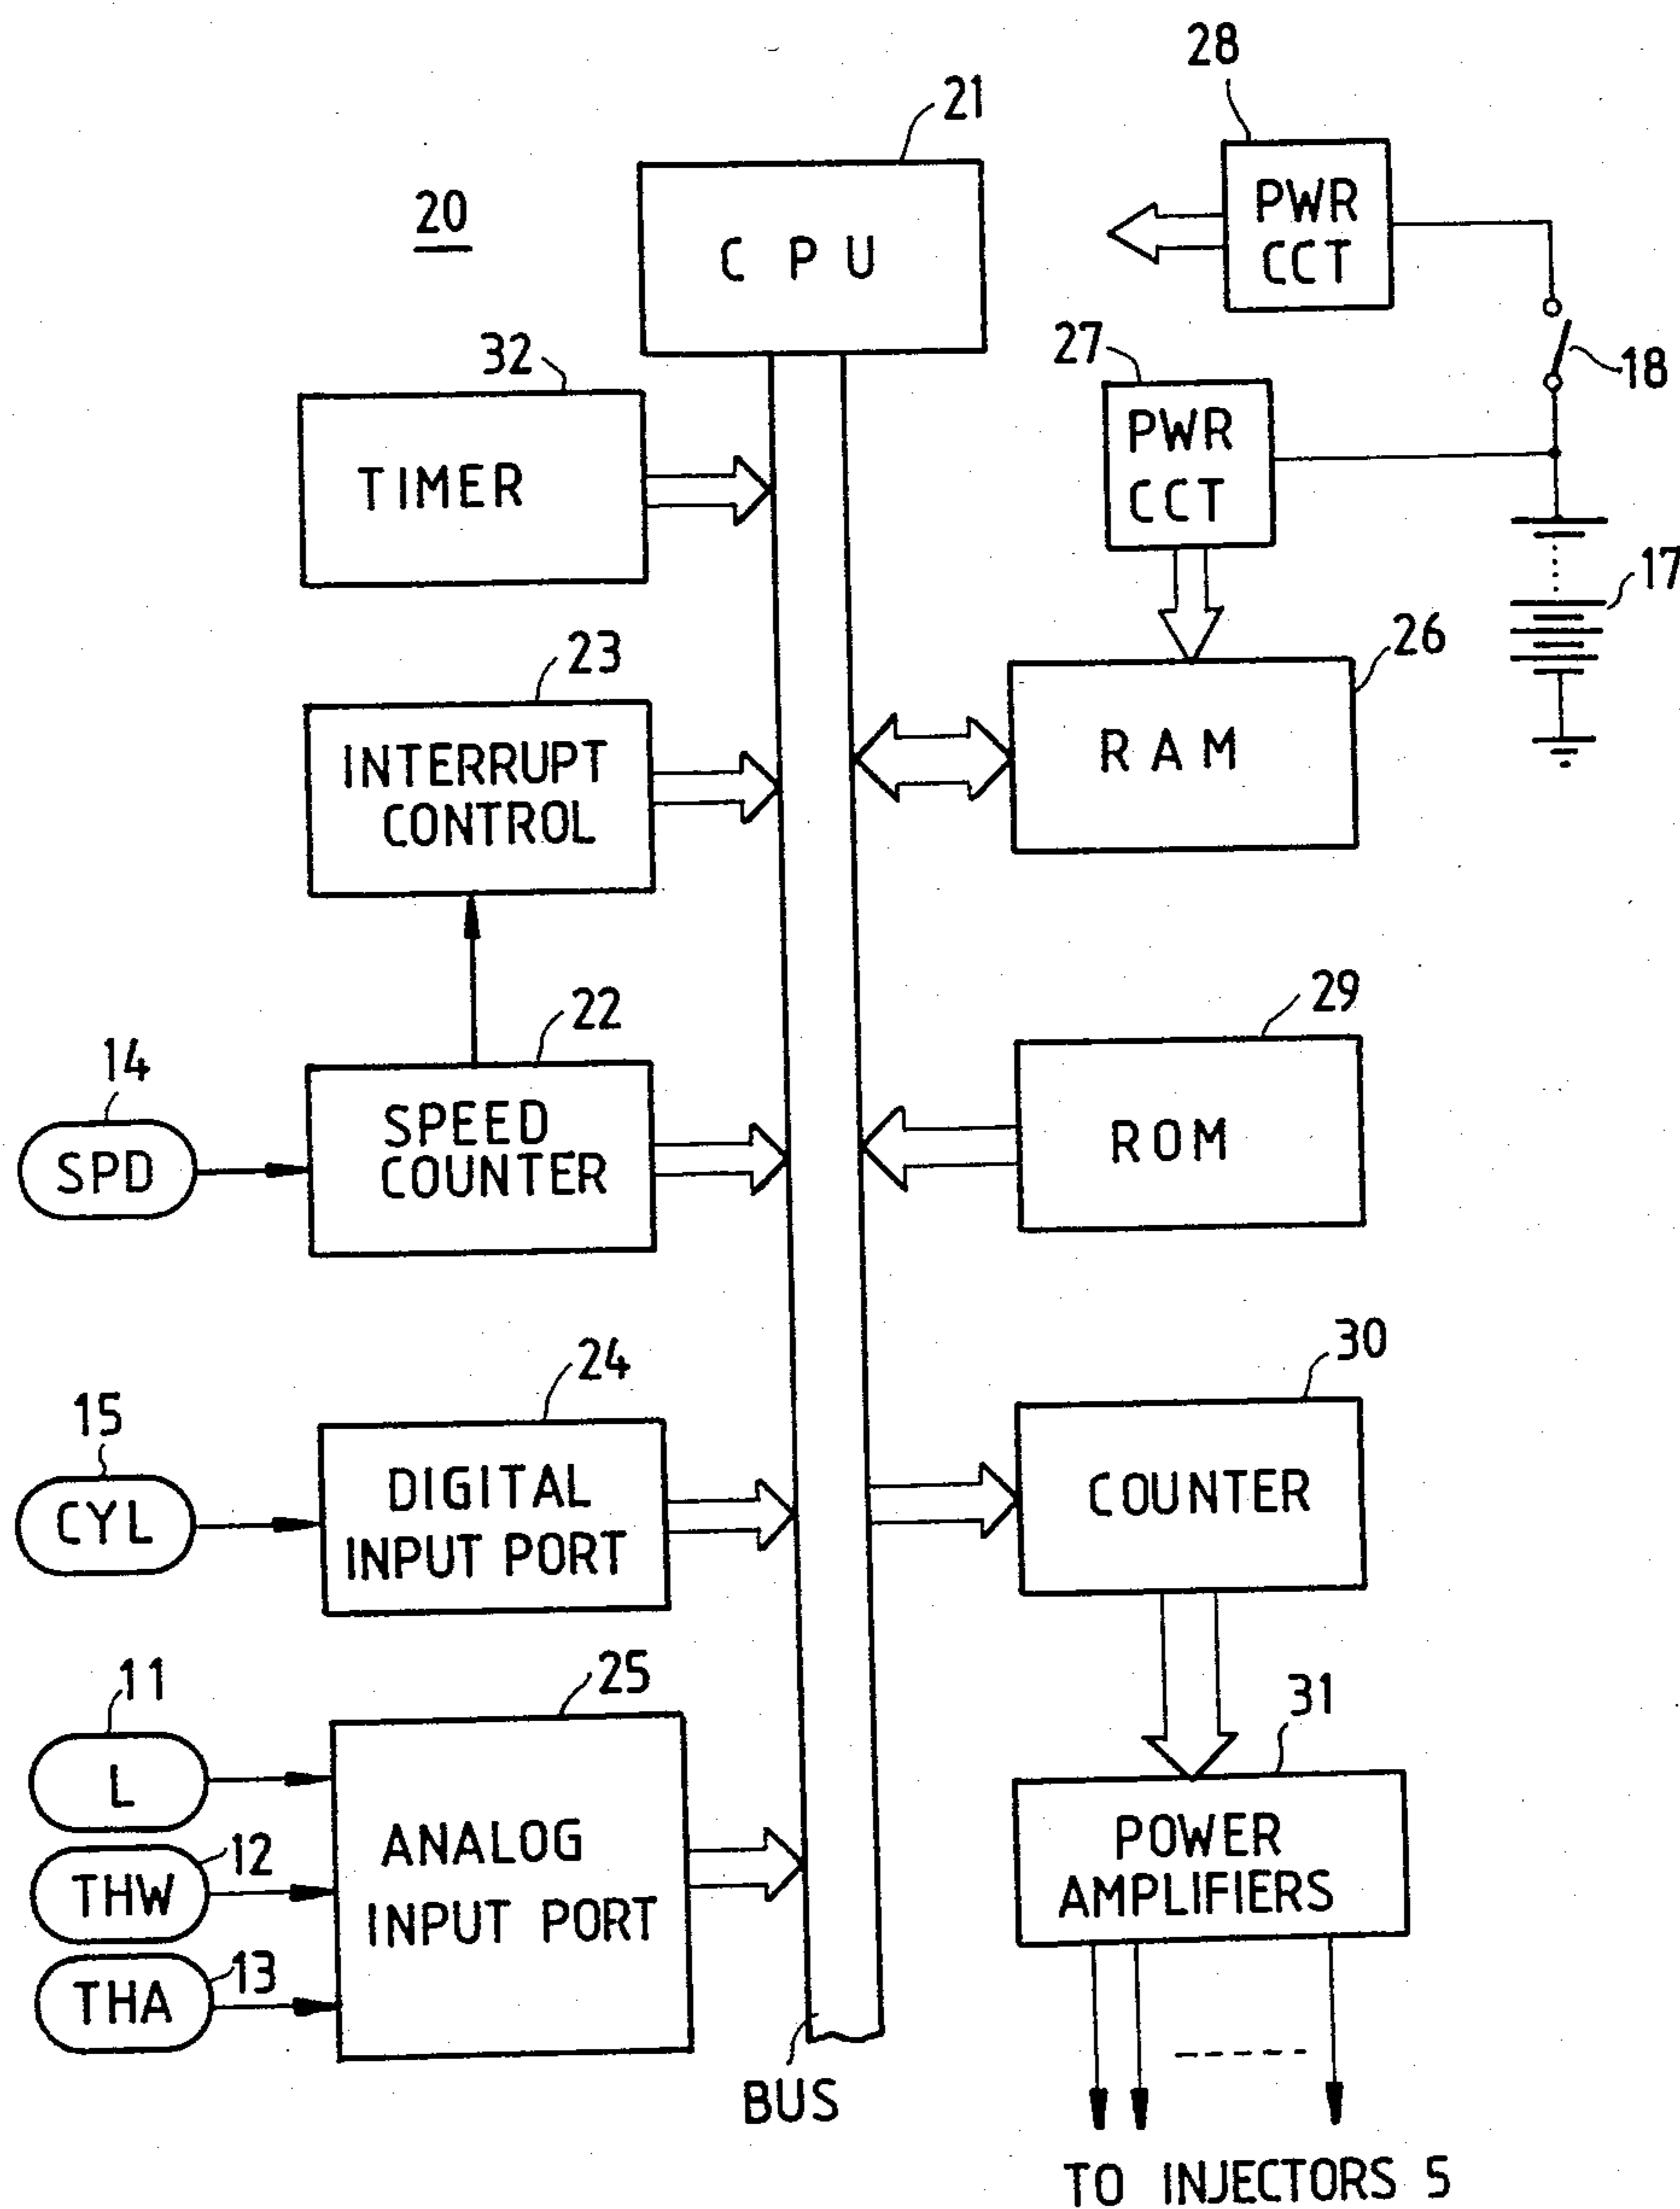 28
21
20
CPU
PWR
CCT
32
27
18
TIMER
PWR
CCT
17
23
26
INTERRUPT
CONTROL
RAM
22
29
14
SPD
SPEED
COUNTER
ROM
24
30
15
CYL
DIGITAL
INPUT PORT
COUNTER
11
25
31
L
12
THW
ANALOG
INPUT PORT
POWER
AMPLIFIERS
13
THA
BUS
TO INJECTORS 5